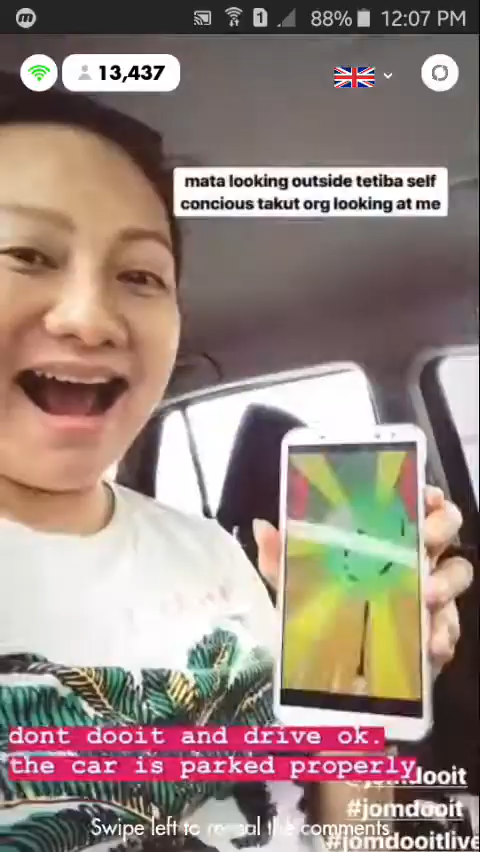 88% 12:07 PM
13,437
mata looking outside tetiba self
concious takut org looking at me
dont dooit and drive ok.
the car is parked properly
@jomdooit
#jomdooit
#jomdooitlive
Swipe left to reveal the comments